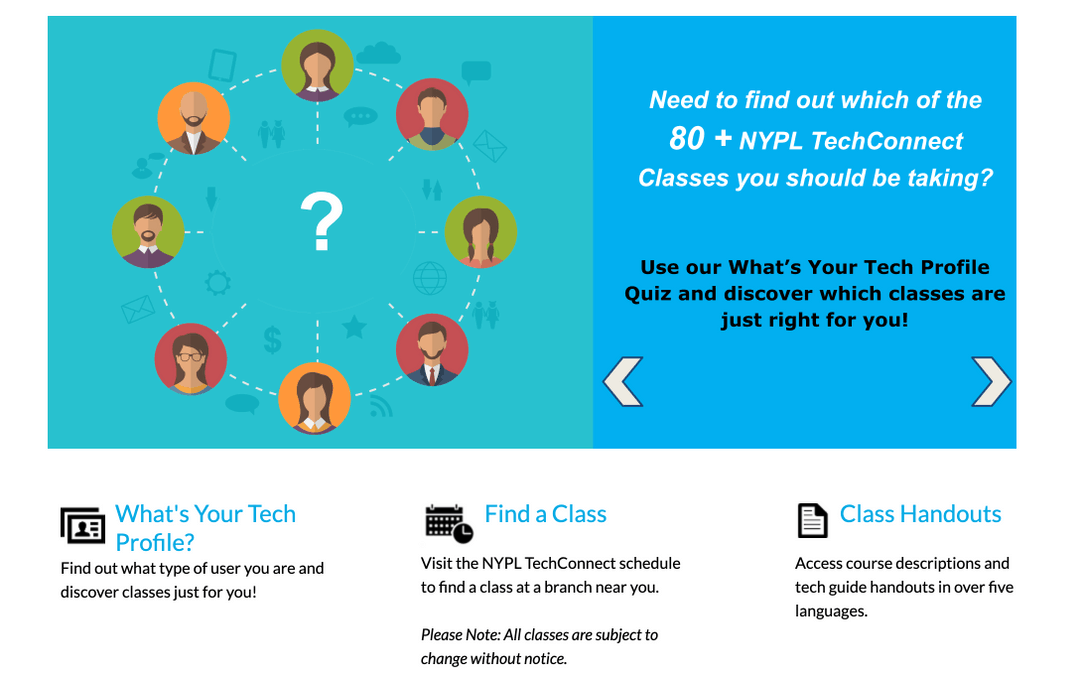 ?
Need to find out which of the
80 + NYPL TechConnect
Classes you should be taking?
Use our What’s Your Tech Profile
Quiz and discover which classes are
just right for you!
$
What's Your Tech
Profile?
Find out what type of user you are and
discover classes just for you!
Find a Class
Visit the NYPL TechConnect schedule
to find a class at a branch near you.
Please Note: All classes are subject to
change without notice.
Class Handouts
Access course descriptions and
tech guide handouts in over five
languages.